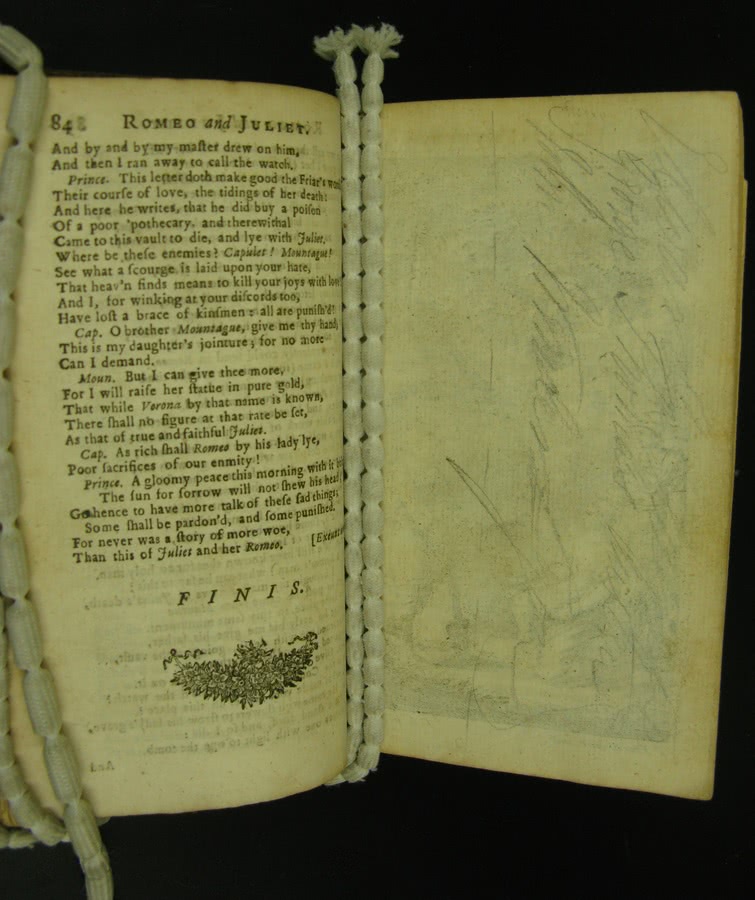 84 ROMEO and JULIET.
And by and by my maſter drew on him,
And then I ran away to call the watch.
Prince. This letter doth make good the Friar's
Their courſe of love, the tidings of her death:
And here he writes, that he did buy a poiſon
Of a poor 'pothecary, and therewithal
Came to this vault to die, and lye with Juliet.
Where be theſe enemies? Capulet! Mountague!
See what a ſcourge is laid upon your hate,
That heav'n finds means to kill your joys with love!
And I, for winking at your diſcords too,
Have loſt a brace of kinſmen: all are puniſh'd!
Cap. O brother Mountague, give me thy hand,
This is my daughter's jointure; for no more
Can I demand.
Moun. But I can give thee more,
For I will raiſe her ſtatue in pure gold,
That while Verona by that name is known,
There ſhall no figure at that rate be ſet,
As that of true and faithful Juliet.
Cap. As rich ſhall Romeo by his lady lye,
Poor ſacrifices of our enmity!
Prince. A gloomy peace this morning with it
The ſun for ſorrow will not ſhew his head
Go hence to have more talk of theſe ſad things;
Some ſhall be pardon'd, and ſome puniſhed.
For never was a ſtory of more woe,
Than this of Juliet and her Romeo. [Exeunt
FINIS.